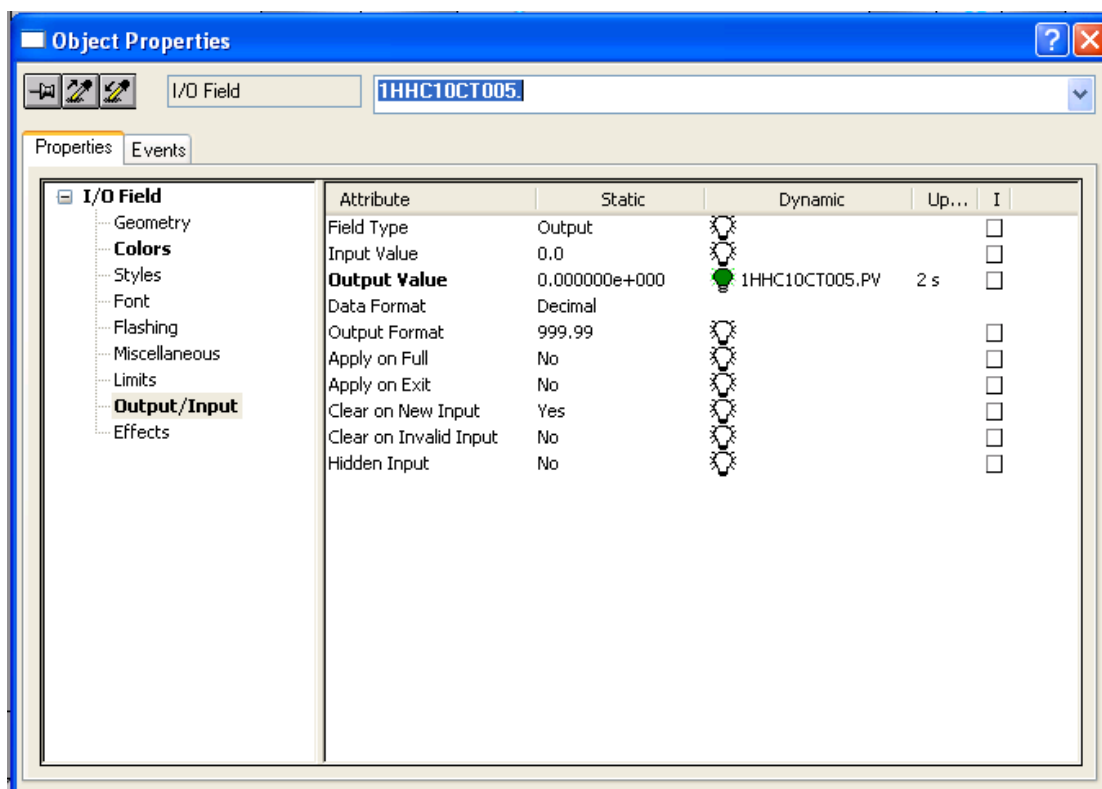 Object Properties
I/O Field 1HHC10CT005.
Properties Events
I/O Field
Geometry
Colors
Styles
Font
Flashing
Miscellaneous
Limits
Output/Input
Effects
Attribute Static Dynamic Up... I
Field Type Output
Input Value 0.0
Output Value 0.000000e+000 1HHC10CT005.PV 2 s
Data Format Decimal
Output Format 999.99
Apply on Full No
Apply on Exit No
Clear on New Input Yes
Clear on Invalid Input No
Hidden Input No